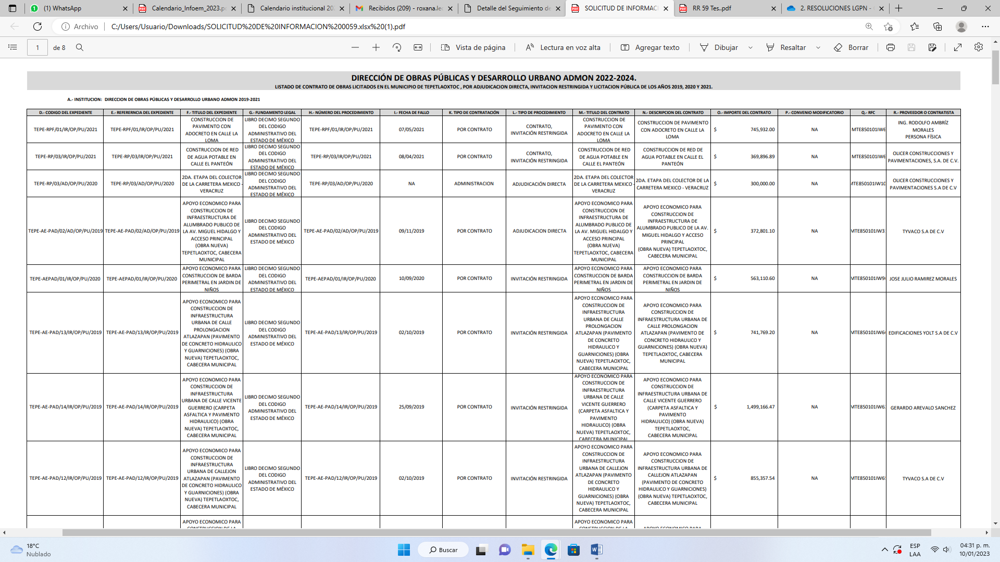 (1) WhatsApp
Calendario_Infoem_2023.p
Calendario institucional 20
Recibidos (209) - roxana.le
Detalle del Seguimiento de
SOLICITUD DE INFORMAC
RR 59 Tes..pdf
2. RESOLUCIONES LGPN -
Archivo
C:/Users/Usuario/Downloads/SOLICITUD%20DE%20INFORMACION%200059.xlsx%20(1).pdf
1 de 8
Vista de página
Lectura en voz alta
Agregar texto
Dibujar
Resaltar
Borrar
DIRECCIÓN DE OBRAS PÚBLICAS Y DESARROLLO URBANO ADMON 2022-2024.
LISTADO DE CONTRATO DE OBRAS LICITADOS EN EL MUNICIPIO DE TEPETLAOXTOC , POR ADJUDICACION DIRECTA, INVITACION RESTRINGIDA Y LICITACION PÚBLICA DE LOS AÑOS 2019, 2020 Y 2021.
A.- INSTITUCION: DIRECCION DE OBRAS PÚBLICAS Y DESARROLLO URBANO ADMON 2019-2021
D.- CODIGO DEL EXPEDIENTE
E.- REFERERNCIA DEL EXPEDIENTE
F.- TITULO DEL EXPEDIENTE
G.- FUNDAMENTO LEGAL
H.- NÚMERO DEL PROCEDIMIENTO
I.- FECHA DE FALLO
K. TIPO DE CONTRATACIÓN
L.- TIPO DE PROCEDIMIENTO
M.- TITULO DEL CONTRATO
N.- DESCRIPCION DEL CONTRATO
O.- IMPORTE DEL CONTRATO
P.- CONVENIO MODIFICATORIO
Q.- RFC
R.- PROVEEDOR O CONTRATISTA
TEPE-RPF/01/IR/OP/PU/2021
TEPE-RPF/01/IR/OP/PU/2021
CONSTRUCCION DE
PAVIMENTO CON
ADOCRETO EN CALLE LA
LOMA
LIBRO DECIMO SEGUNDO
DEL CODIGO
ADMINISTRATIVO DEL
ESTADO DE MÉXICO
TEPE-RPF/01/IR/OP/PU/2021
07/05/2021
POR CONTRATO
CONTRATO,
INVITACIÓN RESTRINGIDA
CONSTRUCCION DE
PAVIMENTO CON
ADOCRETO EN CALLE LA
LOMA
CONSTRUCCION DE PAVIMENTO
CON ADOCRETO EN CALLE LA
LOMA
$ 745,932.00
NA
MTE850101IW6
ING. RODOLFO AMBRÍZ
MORALES
PERSONA FÍSICA
TEPE-RP/03/IR/OP/PU/2021
TEPE-RP/03/IR/OP/PU/2021
CONSTRUCCION DE RED
DE AGUA POTABLE EN
CALLE EL PANTEÓN
LIBRO DECIMO SEGUNDO
DEL CODIGO
ADMINISTRATIVO DEL
ESTADO DE MÉXICO
TEPE-RP/03/IR/OP/PU/2021
08/04/2021
POR CONTRATO
CONTRATO,
INVITACIÓN RESTRINGIDA
CONSTRUCCION DE RED
DE AGUA POTABLE EN
CALLE EL PANTEÓN
CONSTRUCCION DE RED DE
AGUA POTABLE EN CALLE EL
PANTEÓN
$ 369,896.89
NA
MTE850101IW6
OLICER CONSTRUCCIONES Y
PAVIMENTACIONES, S.A. DE C.V.
TEPE-RP/03/AD/OP/PU/2020
TEPE-RP/03/AD/OP/PU/2020
2DA. ETAPA DEL COLECTOR
DE LA CARRETERA MEXICO -
VERACRUZ
LIBRO DECIMO SEGUNDO
DEL CODIGO
ADMINISTRATIVO DEL
ESTADO DE MÉXICO
TEPE-RP/03/AD/OP/PU/2020
NA
ADMINISTRACION
ADJUDICACIÓN DIRECTA
2DA. ETAPA DEL COLECTOR
DE LA CARRETERA MEXICO -
VERACRUZ
2DA. ETAPA DEL COLECTOR DE LA
CARRETERA MEXICO - VERACRUZ
$ 300,000.00
NA
MTE850101IW10
OLICER CONSTRUCCIONES Y
PAVIMENTACIONES S.A DE C.V
TEPE-AE-PAD/02/AD/OP/PU/2019
TEPE-AE-PAD/02/AD/OP/PU/2019
APOYO ECONOMICO PARA
CONSTRUCCION DE
INFRAESTRUCTURA DE
ALUMBRADO PUBLICO DE
LA AV. MIGUEL HIDALGO Y
ACCESO PRINCIPAL
(OBRA NUEVA)
TEPETLAOXTOC, CABECERA
MUNICIPAL
LIBRO DECIMO SEGUNDO
DEL CODIGO
ADMINISTRATIVO DEL
ESTADO DE MÉXICO
TEPE-AE-PAD/02/AD/OP/PU/2019
09/11/2019
POR CONTRATO
ADJUDICACION DIRECTA
APOYO ECONOMICO PARA
CONSTRUCCION DE
INFRAESTRUCTURA DE
ALUMBRADO PUBLICO DE
LA AV. MIGUEL HIDALGO Y
ACCESO PRINCIPAL
(OBRA NUEVA)
TEPETLAOXTOC, CABECERA
MUNICIPAL
APOYO ECONOMICO PARA
CONSTRUCCION DE
INFRAESTRUCTURA DE
ALUMBRADO PUBLICO DE LA AV.
MIGUEL HIDALGO Y ACCESO
PRINCIPAL
(OBRA NUEVA) TEPETLAOXTOC,
CABECERA MUNICIPAL
$ 372,801.10
NA
MTE850101IW3
TYVACO S.A DE C.V
TEPE-AEPAD/01/IR/OP/PU/2020
TEPE-AEPAD/01/IR/OP/PU/2020
APOYO ECONOMICO PARA
CONSTRUCCION DE BARDA
PERIMETRAL EN JARDIN DE
NIÑOS
LIBRO DECIMO SEGUNDO
DEL CODIGO
ADMINISTRATIVO DEL
ESTADO DE MÉXICO
TEPE-AEPAD/01/IR/OP/PU/2020
10/09/2020
POR CONTRATO
INVITACIÓN RESTRINGIDA
APOYO ECONOMICO PARA
CONSTRUCCION DE BARDA
PERIMETRAL EN JARDIN DE
NIÑOS
APOYO ECONOMICO PARA
CONSTRUCCION DE BARDA
PERIMETRAL EN JARDIN DE
NIÑOS
$ 563,110.60
NA
MTE850101IW9
JOSE JULIO RAMIREZ MORALES
TEPE-AE-PAD/13/IR/OP/PU/2019
TEPE-AE-PAD/13/IR/OP/PU/2019
APOYO ECONOMICO PARA
CONSTRUCCION DE
INFRAESTRUCTURA
URBANA DE CALLE
PROLONGACION
ATLAZAPAN (PAVIMENTO
DE CONCRETO HIDRAULICO
Y GUARNICIONES) (OBRA
NUEVA) TEPETLAOXTOC,
CABECERA MUNICIPAL
LIBRO DECIMO SEGUNDO
DEL CODIGO
ADMINISTRATIVO DEL
ESTADO DE MÉXICO
TEPE-AE-PAD/13/IR/OP/PU/2019
02/10/2019
POR CONTRATO
INVITACIÓN RESTRINGIDA
APOYO ECONOMICO PARA
CONSTRUCCION DE
INFRAESTRUCTURA
URBANA DE CALLE
PROLONGACION
ATLAZAPAN (PAVIMENTO
DE CONCRETO
HIDRAULICO Y
GUARNICIONES) (OBRA
NUEVA) TEPETLAOXTOC,
CABECERA MUNICIPAL
APOYO ECONOMICO PARA
CONSTRUCCION DE
INFRAESTRUCTURA URBANA DE
CALLE PROLONGACION
ATLAZAPAN (PAVIMENTO DE
CONCRETO HIDRAULICO Y
GUARNICIONES) (OBRA NUEVA)
TEPETLAOXTOC, CABECERA
MUNICIPAL
$ 741,769.20
NA
MTE850101IW6
EDIFICACIONES YOLT S.A DE C.V
TEPE-AE-PAD/14/IR/OP/PU/2019
TEPE-AE-PAD/14/IR/OP/PU/2019
APOYO ECONOMICO PARA
CONSTRUCCION DE
INFRAESTRUCTURA
URBANA DE CALLE VICENTE
GUERRERO (CARPETA
ASFALTICA Y PAVIMENTO
HIDRAULICO) (OBRA
NUEVA) TEPETLAOXTOC,
CABECERA MUNICIPAL
LIBRO DECIMO SEGUNDO
DEL CODIGO
ADMINISTRATIVO DEL
ESTADO DE MÉXICO
TEPE-AE-PAD/14/IR/OP/PU/2019
25/09/2019
POR CONTRATO
INVITACIÓN RESTRINGIDA
APOYO ECONOMICO PARA
CONSTRUCCION DE
INFRAESTRUCTURA
URBANA DE CALLE
VICENTE GUERRERO
(CARPETA ASFALTICA Y
PAVIMENTO
HIDRAULICO) (OBRA
NUEVA) TEPETLAOXTOC,
CABECERA MUNICIPAL
APOYO ECONOMICO PARA
CONSTRUCCION DE
INFRAESTRUCTURA URBANA DE
CALLE VICENTE GUERRERO
(CARPETA ASFALTICA Y
PAVIMENTO
HIDRAULICO) (OBRA NUEVA)
TEPETLAOXTOC,
CABECERA MUNICIPAL
$ 1,499,166.47
NA
MTE850101IW6
GERARDO AREVALO SANCHEZ
TEPE-AE-PAD/12/IR/OP/PU/2019
TEPE-AE-PAD/12/IR/OP/PU/2019
APOYO ECONOMICO PARA
CONSTRUCCION DE
INFRAESTRUCTURA
URBANA DE CALLEJON
ATLAZAPAN (PAVIMENTO
DE CONCRETO HIDRAULICO
Y GUARNICIONES) (OBRA
NUEVA) TEPETLAOXTOC,
CABECERA MUNICIPAL
LIBRO DECIMO SEGUNDO
DEL CODIGO
ADMINISTRATIVO DEL
ESTADO DE MÉXICO
TEPE-AE-PAD/12/IR/OP/PU/2019
02/10/2019
POR CONTRATO
INVITACIÓN RESTRINGIDA
APOYO ECONOMICO PARA
CONSTRUCCION DE
INFRAESTRUCTURA
URBANA DE CALLEJON
ATLAZAPAN (PAVIMENTO
DE CONCRETO
HIDRAULICO Y
GUARNICIONES) (OBRA
NUEVA) TEPETLAOXTOC,
CABECERA MUNICIPAL
APOYO ECONOMICO PARA
CONSTRUCCION DE
INFRAESTRUCTURA URBANA DE
CALLEJON ATLAZAPAN
(PAVIMENTO DE CONCRETO
HIDRAULICO Y GUARNICIONES)
(OBRA NUEVA) TEPETLAOXTOC,
CABECERA MUNICIPAL
$ 855,357.54
NA
MTE850101IW6
TYVACO S.A DE C.V
APOYO ECONOMICO PARA
CONSTRUCCION DE LA
APOYO ECONOMICO PARA
CONSTRUCCION DE LA
APOYO ECONOMICO PARA
18°C
Nublado
Buscar
ESP
LAA
04:31 p. m.
10/01/2023